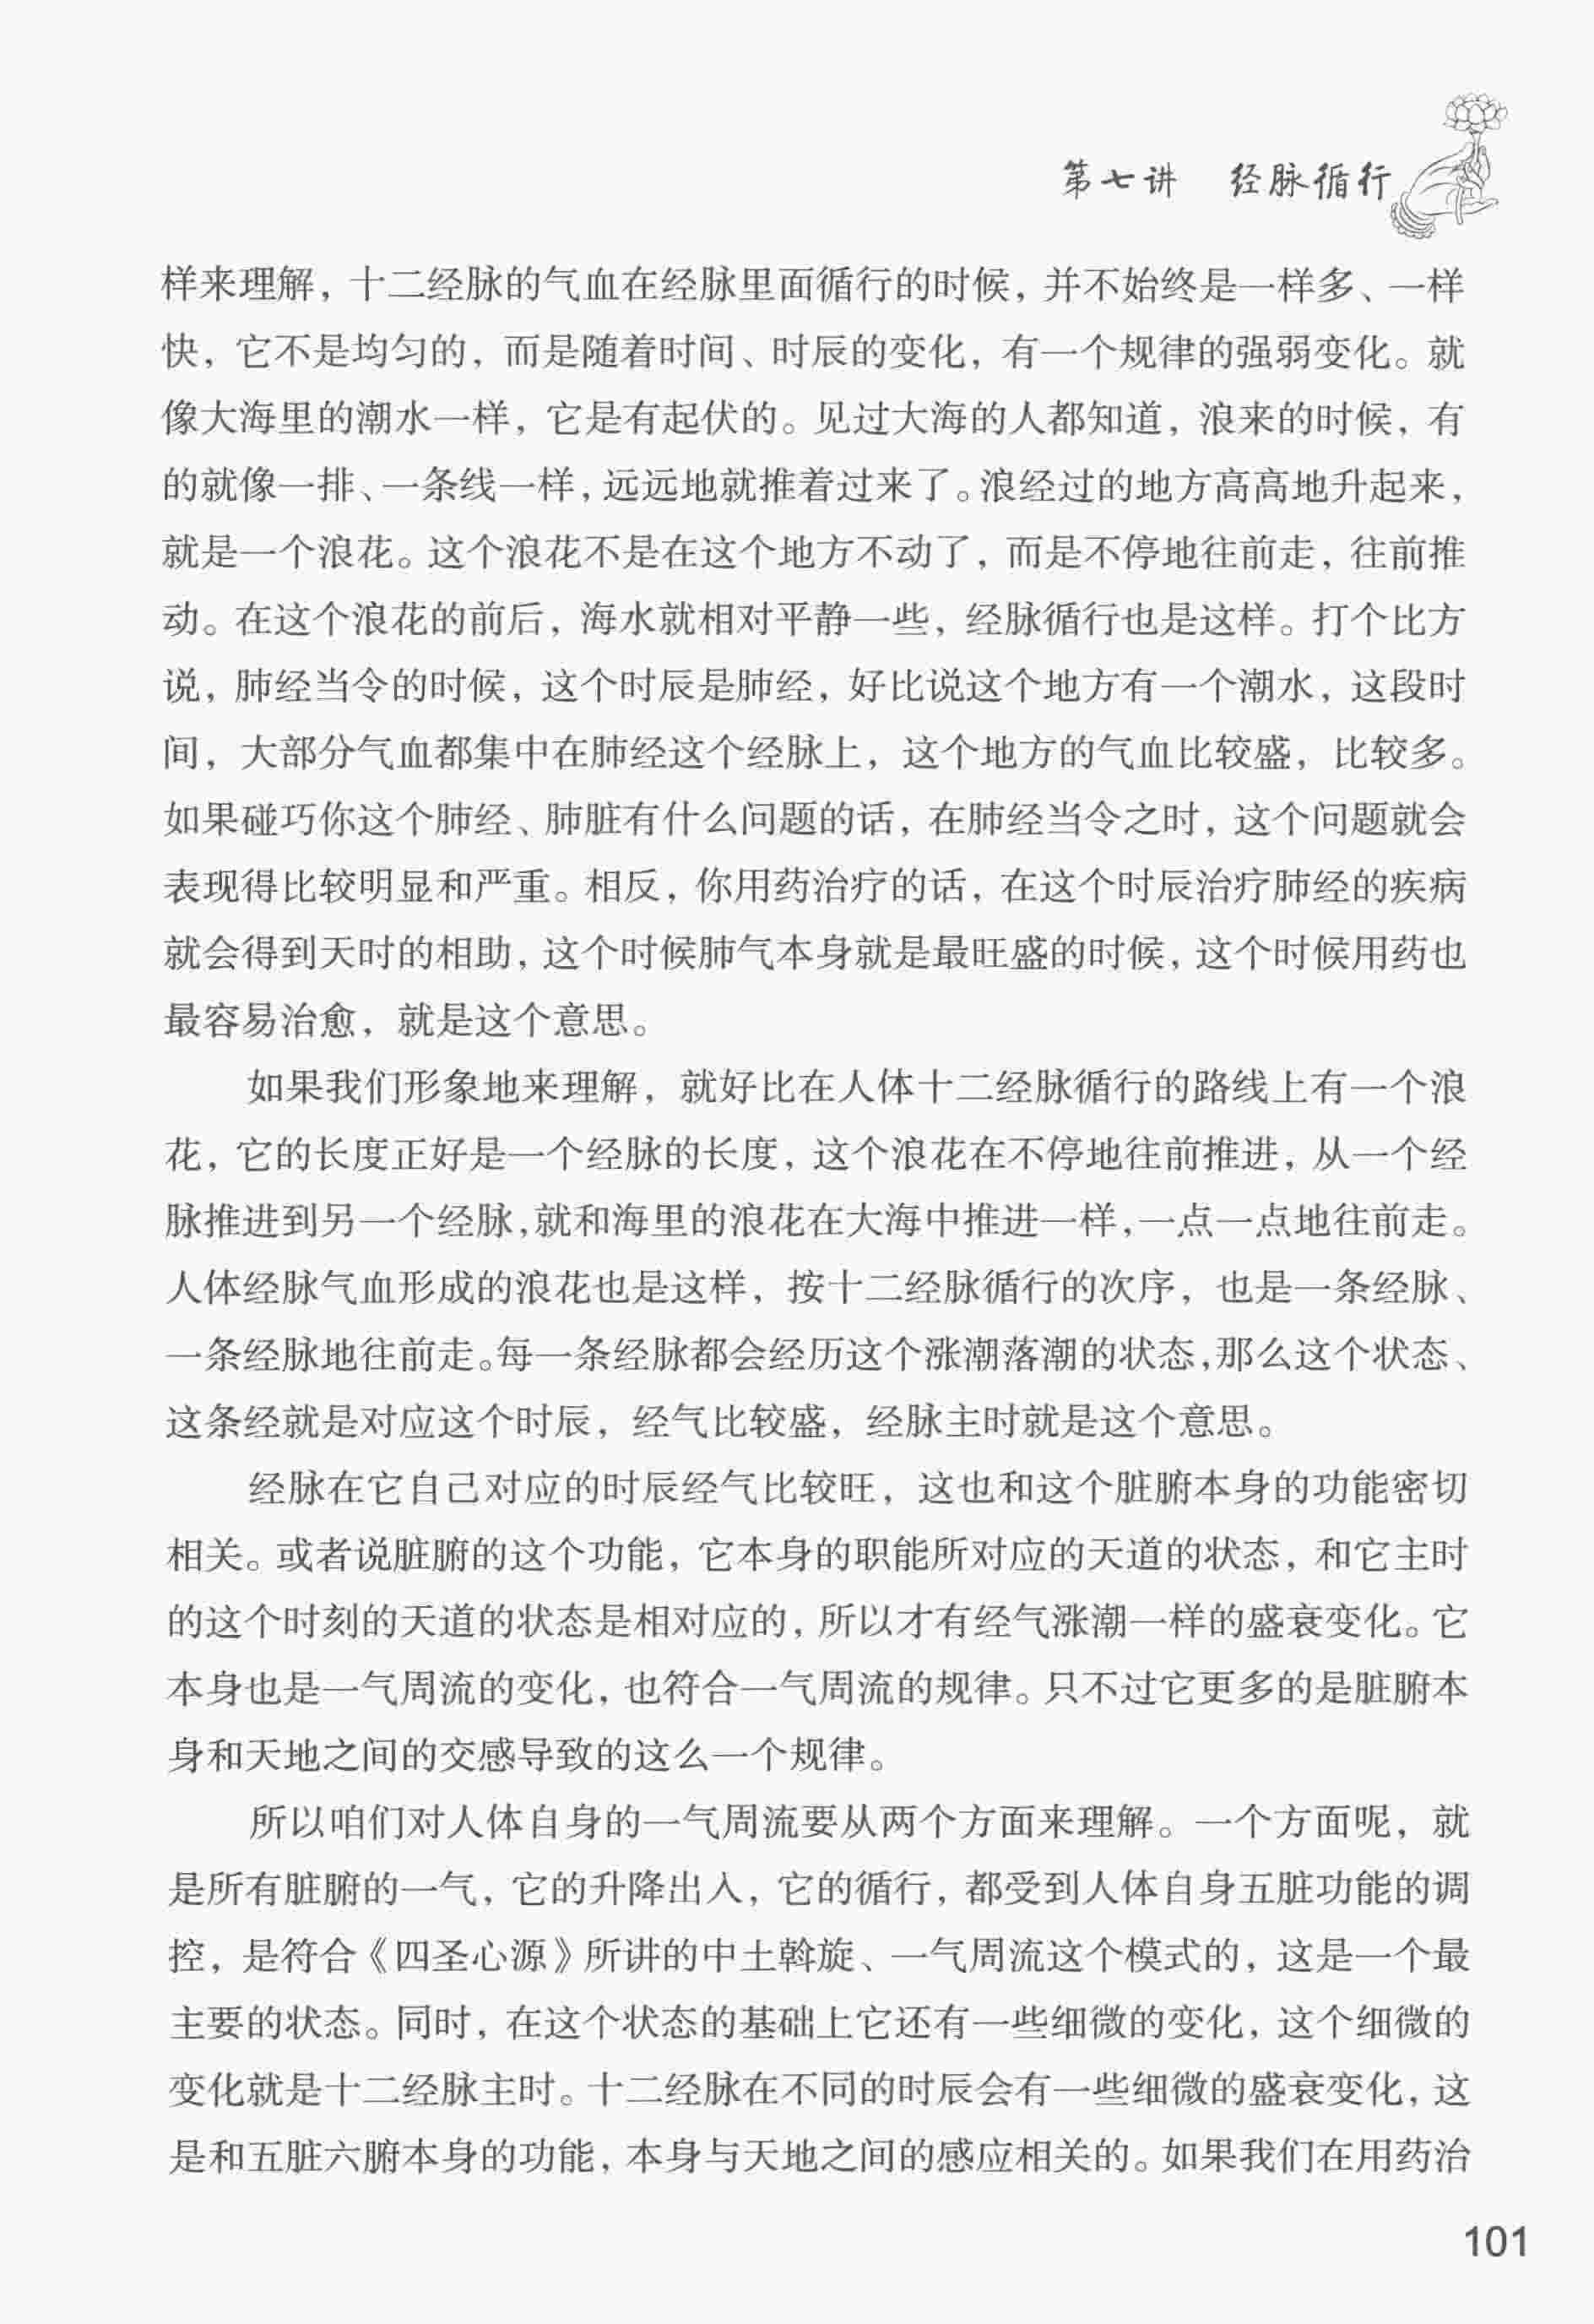 第七讲 经脉循行
样来理解，十二经脉的气血在经脉里面循行的时候，并不始终是一样多、一样
快，它不是均匀的，而是随着时间、时辰的变化，有一个规律的强弱变化。就
像大海里的潮水一样，它是有起伏的。见过大海的人都知道，浪来的时候，有
的就像一排、一条线一样，远远地就推着过来了。浪经过的地方高高地升起来，
就是一个浪花。这个浪花不是在这个地方不动了，而是不停地往前走，往前推
动。在这个浪花的前后，海水就相对平静一些，经脉循行也是这样。打个比方
说，肺经当令的时候，这个时辰是肺经，好比说这个地方有一个潮水，这段时
间，大部分气血都集中在肺经这个经脉上，这个地方的气血比较盛，比较多。
如果碰巧你这个肺经、肺脏有什么问题的话，在肺经当令之时，这个问题就会
表现得比较明显和严重。相反，你用药治疗的话，在这个时辰治疗肺经的疾病
就会得到天时的相助，这个时候肺气本身就是最旺盛的时候，这个时候用药也
最容易治愈，就是这个意思。
如果我们形象地来理解，就好比在人体十二经脉循行的路线上有一个浪
花，它的长度正好是一个经脉的长度，这个浪花在不停地往前推进，从一个经
脉推进到另一个经脉，就和海里的浪花在大海中推进一样，一点一点地往前走。
人体经脉气血形成的浪花也是这样，按十二经脉循行的次序，也是一条经脉、
一条经脉地往前走。每一条经脉都会经历这个涨潮落潮的状态，那么这个状态、
这条经就是对应这个时辰，经气比较盛，经脉主时就是这个意思。
经脉在它自己对应的时辰经气比较旺，这也和这个脏腑本身的功能密切
相关。或者说脏腑的这个功能，它本身的职能所对应的天道的状态，和它主时
的这个时刻的天道的状态是相对应的，所以才有经气涨潮一样的盛衰变化。它
本身也是一气周流的变化，也符合一气周流的规律。只不过它更多的是脏腑本
身和天地之间的交感导致的这么一个规律。
所以咱们对人体自身的一气周流要从两个方面来理解。一个方面呢，就
是所有脏腑的一气，它的升降出入，它的循行，都受到人体自身五脏功能的调
控，是符合《四圣心源》所讲的中土斡旋、一气周流这个模式的，这是一个最
主要的状态。同时，在这个状态的基础上它还有一些细微的变化，这个细微的
变化就是十二经脉主时。十二经脉在不同的时辰会有一些细微的盛衰变化，这
是和五脏六腑本身的功能，本身与天地之间的感应相关的。如果我们在用药治
101